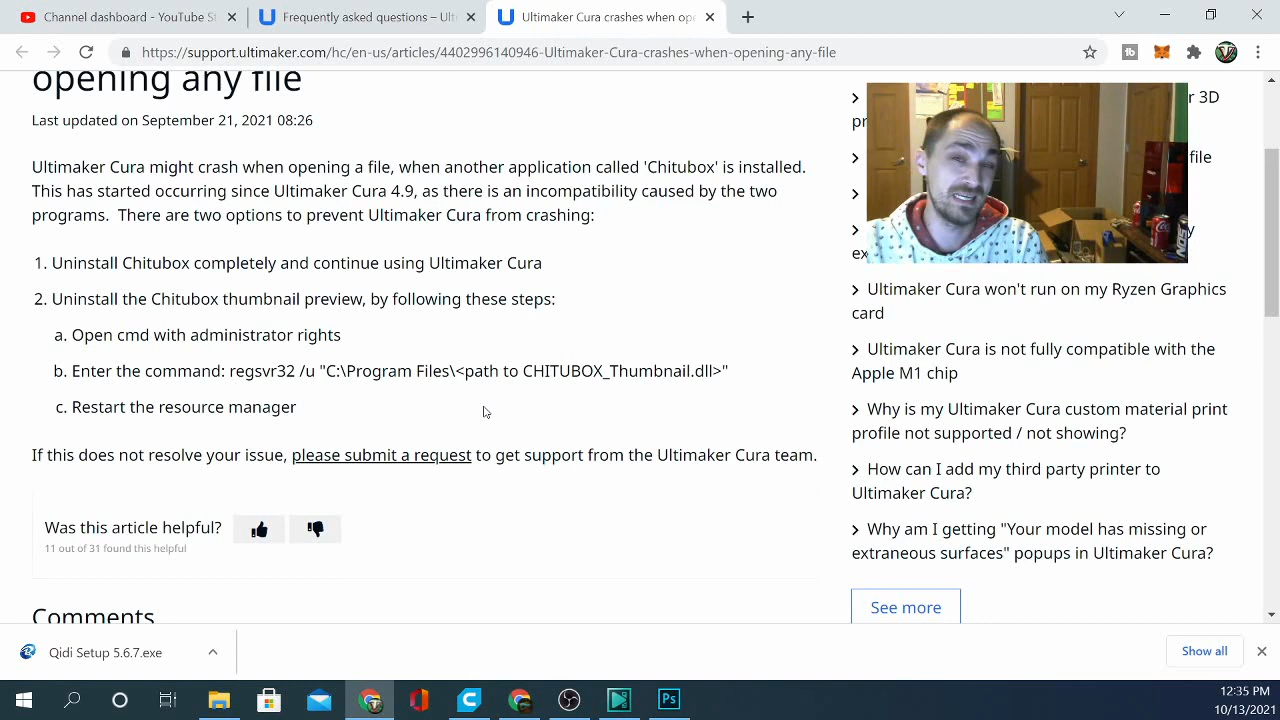 Channel dashboard - YouTube St
Frequently asked questions – Ult
Ultimaker Cura crashes when ope
https://support.ultimaker.com/hc/en-us/articles/4402996140946-Ultimaker-Cura-crashes-when-opening-any-file
tb
opening any file
Last updated on September 21, 2021 08:26
Ultimaker Cura might crash when opening a file, when another application called 'Chitubox' is installed.
This has started occurring since Ultimaker Cura 4.9, as there is an incompatibility caused by the two
programs. There are two options to prevent Ultimaker Cura from crashing:
1. Uninstall Chitubox completely and continue using Ultimaker Cura
2. Uninstall the Chitubox thumbnail preview, by following these steps:
a. Open cmd with administrator rights
b. Enter the command: regsvr32 /u "C:\Program Files\<path to CHITUBOX_Thumbnail.dll>"
c. Restart the resource manager
If this does not resolve your issue, please submit a request to get support from the Ultimaker Cura team.
Was this article helpful?
11 out of 31 found this helpful
Comments
r 3D
pr
file
y
ex
NOS
Ultimaker Cura won't run on my Ryzen Graphics
card
Ultimaker Cura is not fully compatible with the
Apple M1 chip
Why is my Ultimaker Cura custom material print
profile not supported / not showing?
How can I add my third party printer to
Ultimaker Cura?
Why am I getting "Your model has missing or
extraneous surfaces" popups in Ultimaker Cura?
See more
Qidi Setup 5.6.7.exe
Show all
Ps
12:35 PM
10/13/2021